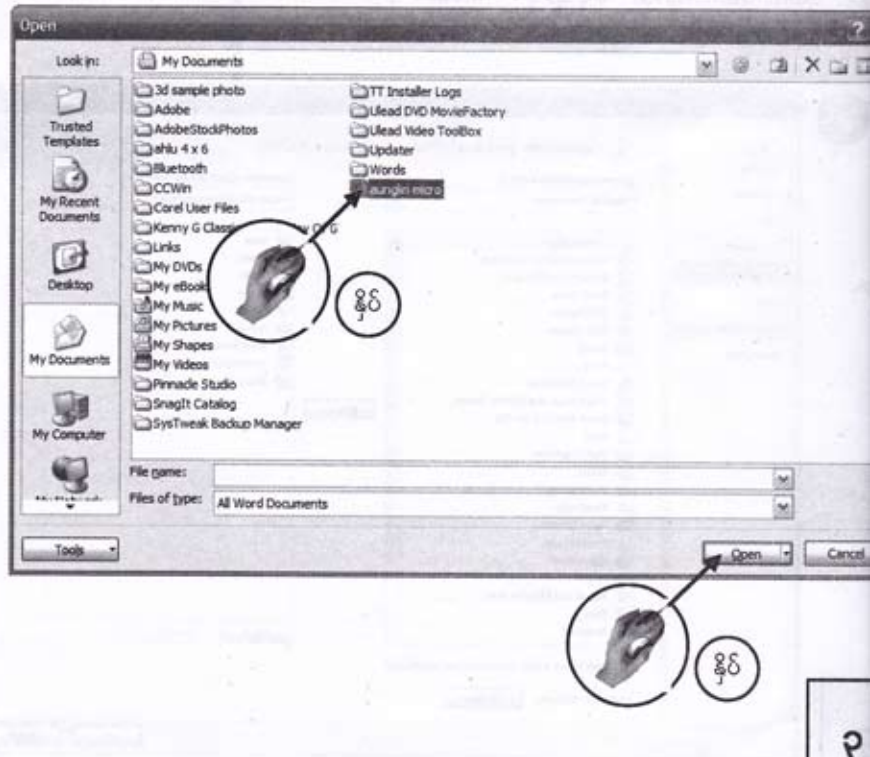 Open
Look in:
My Documents
Trusted
Templates
My Recent
Documents
Desktop
My Documents
My Computer
3d sample photo
Adobe
AdobeStockPhotos
ahlu 4 x 6
Bluetooth
CCWin
Corel User Files
Kenny G
Links
My DVDs
My eBook
My Music
My Pictures
My Shapes
My Videos
Pinnacle Studio
SnagIt Catalog
SysTweak Backup Manager
TT Installer Logs
Ulead DVD MovieFactory
Ulead Video ToolBox
Updater
Words
နှိပ်
File name:
Files of type:
All Word Documents
Tools
Open
Cancel
နှိပ်